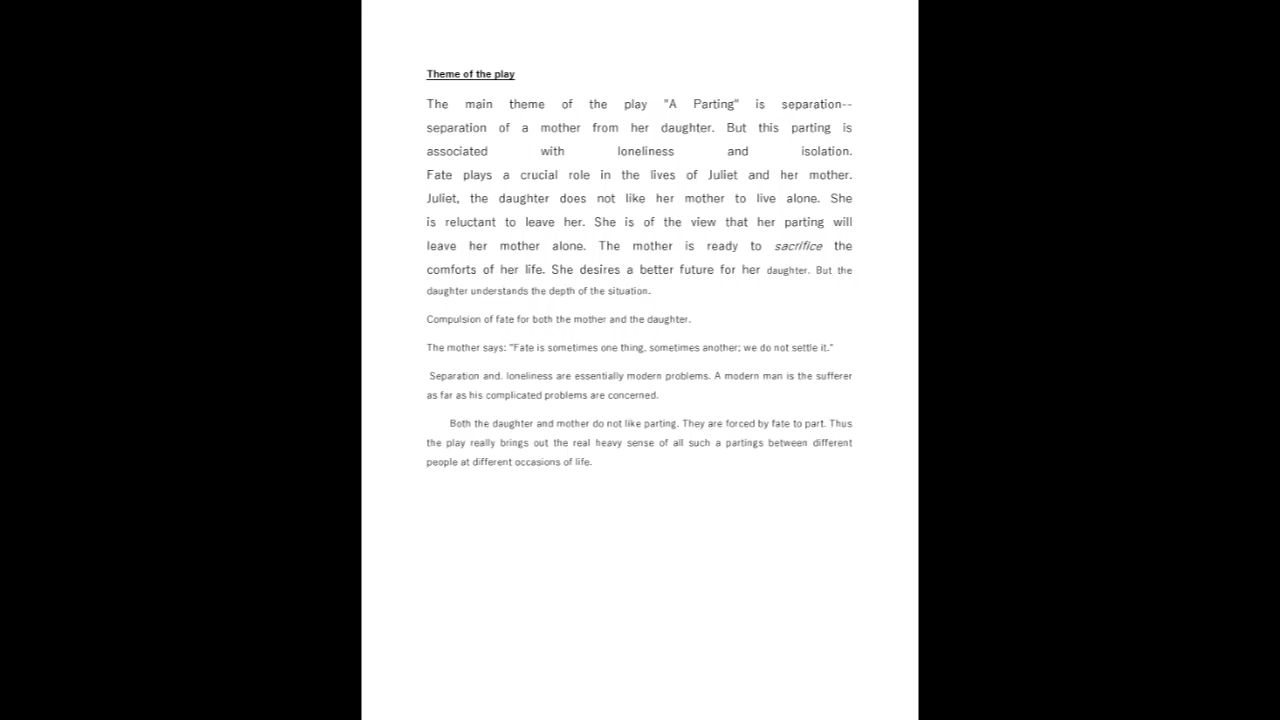 Theme of the play
The main theme of the play "A Parting" is separation--
separation of a mother from her daughter. But this parting is
associated with loneliness and isolation.
Fate plays a crucial role in the lives of Juliet and her mother.
Juliet, the daughter does not like her mother to live alone. She
is reluctant to leave her. She is of the view that her parting will
leave her mother alone. The mother is ready to sacrifice the
comforts of her life. She desires a better future for her daughter. But the
daughter understands the depth of the situation.
Compulsion of fate for both the mother and the daughter.
The mother says: "Fate is sometimes one thing, sometimes another; we do not settle it."
Separation and. loneliness are essentially modern problems. A modern man is the sufferer
as far as his complicated problems are concerned.
Both the daughter and mother do not like parting. They are forced by fate to part. Thus
the play really brings out the real heavy sense of all such a partings between different
people at different occasions of life.